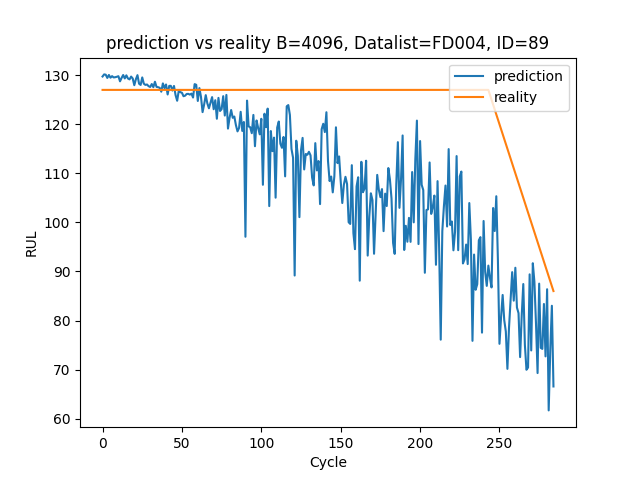 prediction vs reality B=4096, Datalist=FD004, ID=89
prediction
reality
130
120
110
100
90
80
70
60
RUL
0 50 100 150 200 250
Cycle